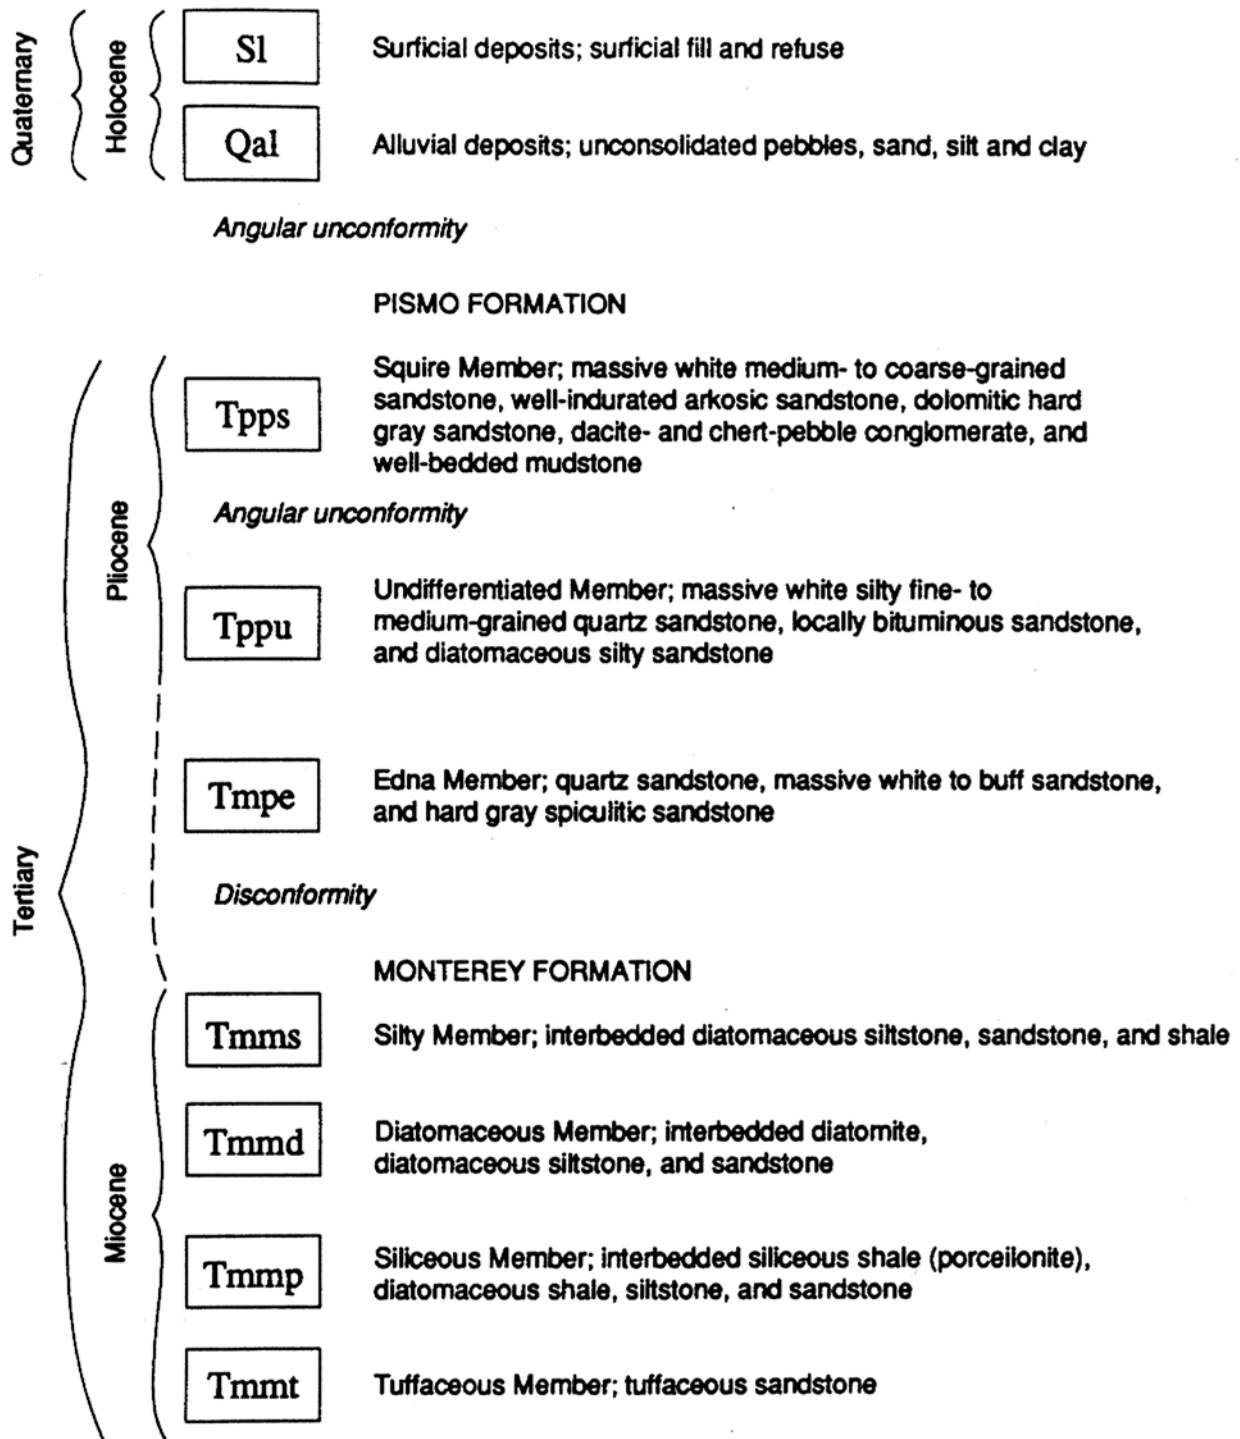 Quaternary
Holocene
Sl
Surficial deposits; surficial fill and refuse
Qal
Alluvial deposits; unconsolidated pebbles, sand, silt and clay
Angular unconformity
PISMO FORMATION
Tertiary
Pliocene
Tpps
Squire Member; massive white medium- to coarse-grained
sandstone, well-indurated arkosic sandstone, dolomitic hard
gray sandstone, dacite- and chert-pebble conglomerate, and
well-bedded mudstone
Angular unconformity
Tppu
Undifferentiated Member; massive white silty fine- to
medium-grained quartz sandstone, locally bituminous sandstone,
and diatomaceous silty sandstone
Tmpe
Edna Member; quartz sandstone, massive white to buff sandstone,
and hard gray spiculitic sandstone
Disconformity
MONTEREY FORMATION
Miocene
Tmms
Silty Member; interbedded diatomaceous siltstone, sandstone, and shale
Tmmd
Diatomaceous Member; interbedded diatomite,
diatomaceous siltstone, and sandstone
Tmmp
Siliceous Member; interbedded siliceous shale (porceilonite),
diatomaceous shale, siltstone, and sandstone
Tmmt
Tuffaceous Member; tuffaceous sandstone